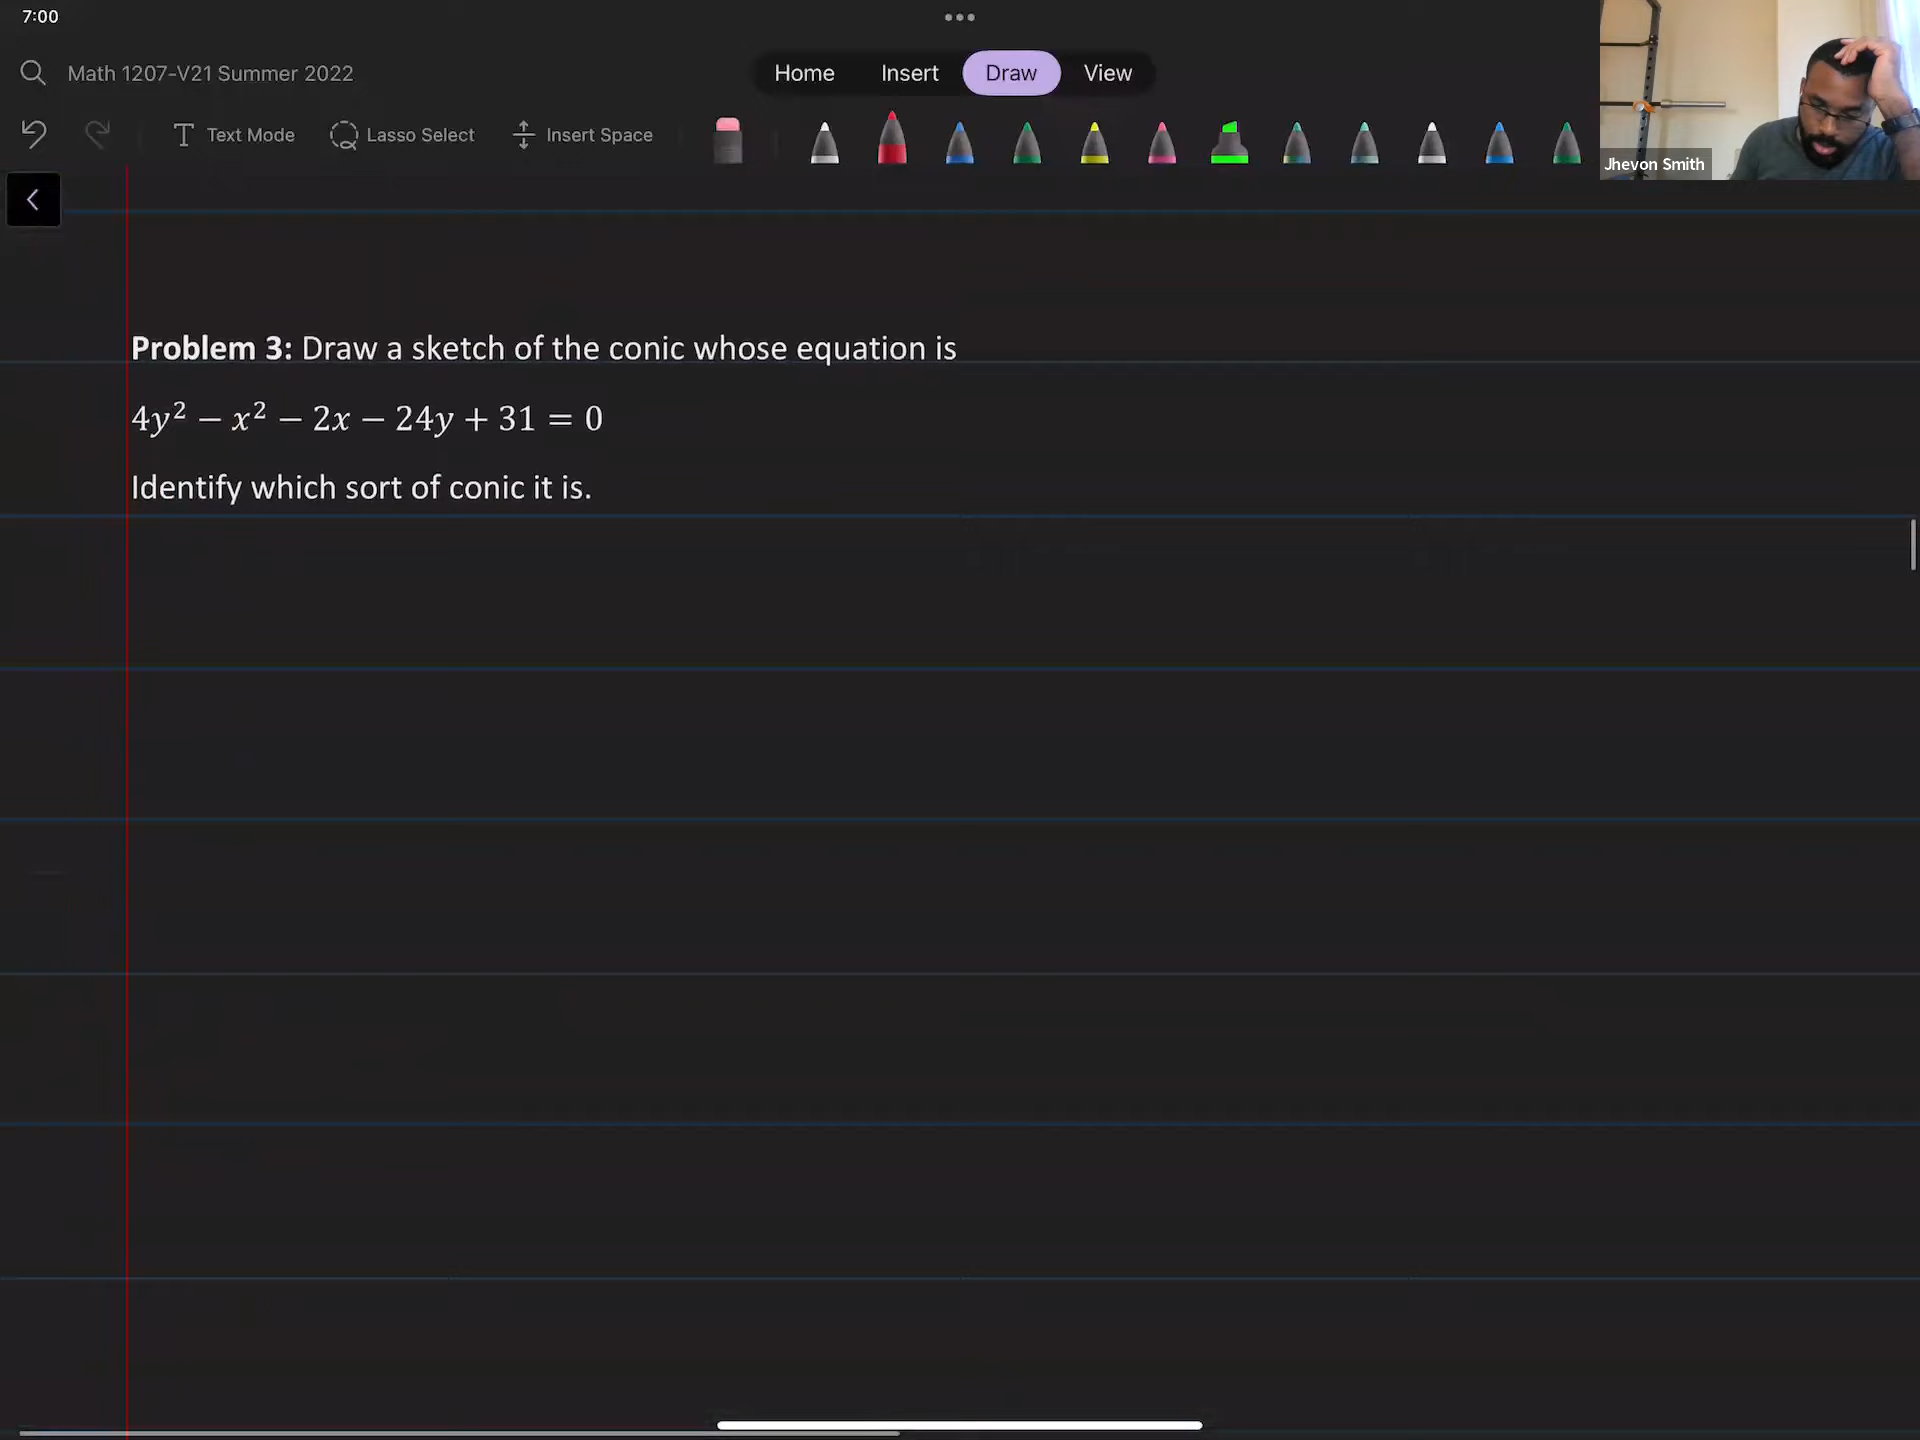 7:00
Math 1207-V21 Summer 2022
Home Insert Draw View
Text Mode Lasso Select Insert Space
Jhevon Smith
Problem 3: Draw a sketch of the conic whose equation is
4y² − x² − 2x − 24y + 31 = 0
Identify which sort of conic it is.